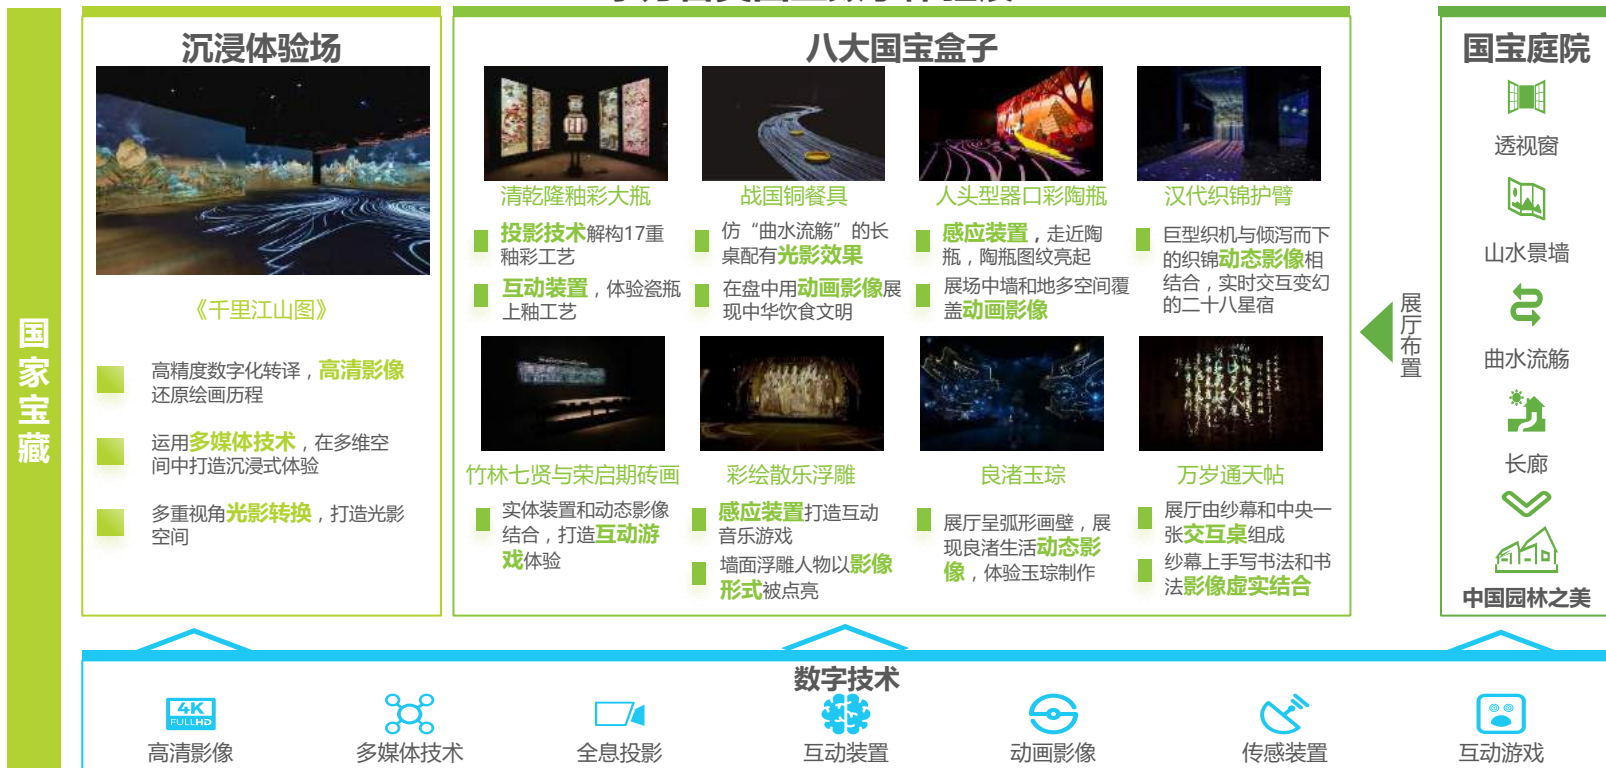 国家宝藏
沉浸体验场
《千里江山图》
高精度数字化转译，高清影像
还原绘画历程
运用多媒体技术，在多维空
间中打造沉浸式体验
多重视角光影转换，打造光影
空间
八大国宝盒子
清乾隆釉彩大瓶
投影技术解构17重
釉彩工艺
互动装置，体验瓷瓶
上釉工艺
战国铜餐具
仿“曲水流觞”的长
桌配有光影效果
在盘中用动画影像展
现中华饮食文明
人头型器口彩陶瓶
感应装置，走近陶
瓶，陶瓶图纹亮起
展场中墙和地多空间覆
盖动画影像
汉代织锦护臂
巨型织机与倾泻而下
的织锦动态影像相
结合，实时交互变幻
的二十八星宿
竹林七贤与荣启期砖画
实体装置和动态影像
结合，打造互动游
戏体验
彩绘散乐浮雕
感应装置打造互动
音乐游戏
墙面浮雕人物以影像
形式被点亮
良渚玉琮
展厅呈弧形画壁，展
现良渚生活动态影
像，体验玉琮制作
万岁通天帖
展厅由纱幕和中央一
张交互桌组成
纱幕上手写书法和书
法影像虚实结合
展厅布置
国宝庭院
透视窗
山水景墙
曲水流觞
长廊
中国园林之美
数字技术
4K
FULLHD
高清影像
多媒体技术
全息投影
互动装置
动画影像
传感装置
互动游戏